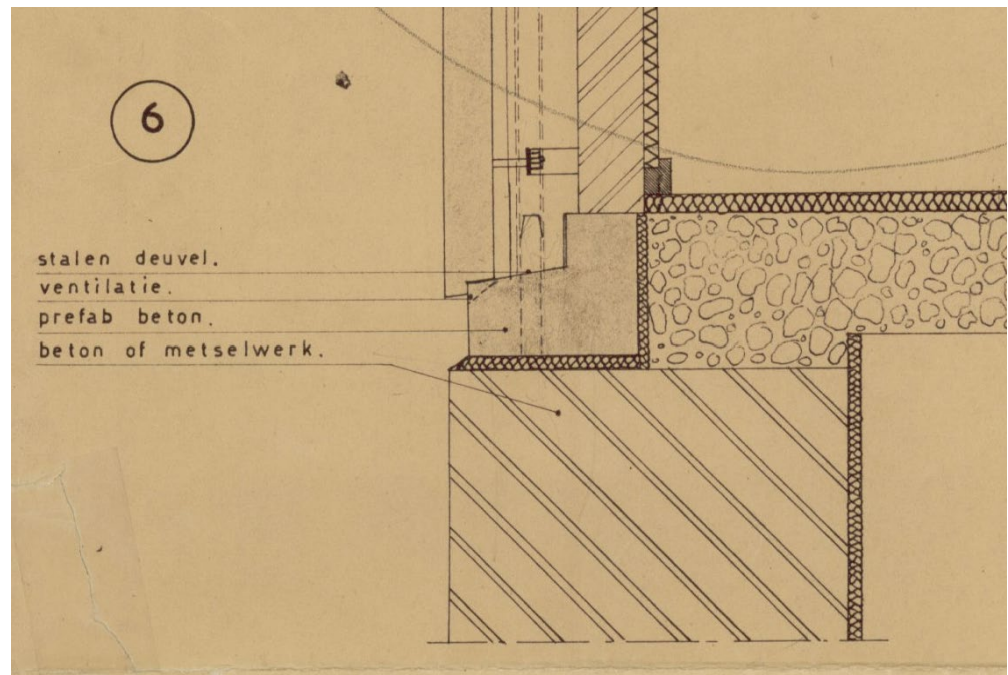 6
stalen deuvel.
ventilatie.
prefab beton.
beton of metselwerk.